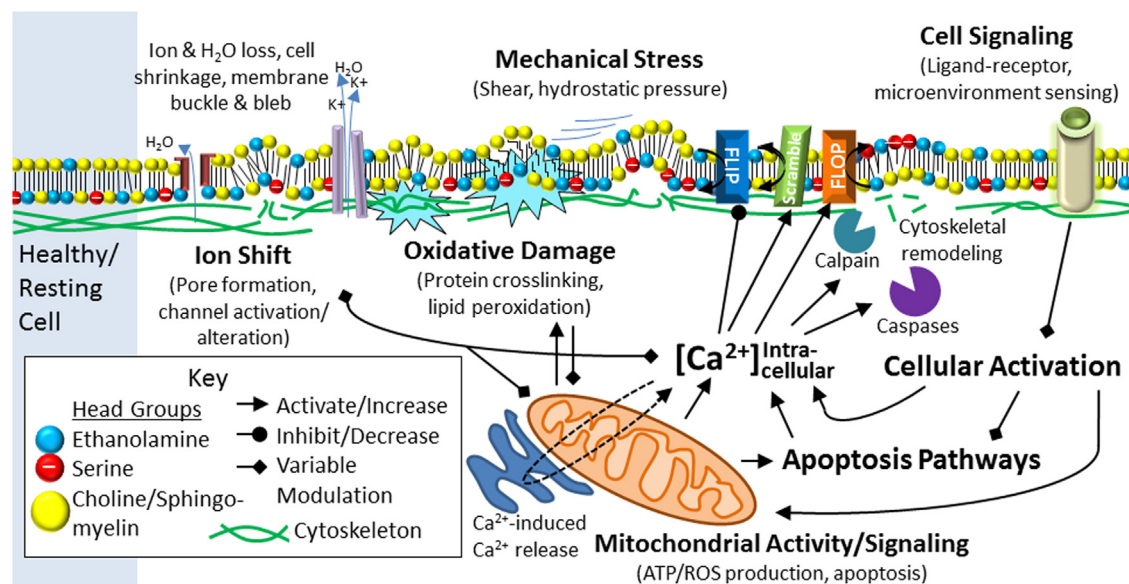 Ion & H₂O loss, cell
shrinkage, membrane
buckle & bleb
H₂O
K+
K+
H₂O
Mechanical Stress
(Shear, hydrostatic pressure)
Cell Signaling
(Ligand-receptor,
microenvironment sensing)
FLIP
Scramble
FLOP
Healthy/
Resting
Cell
Ion Shift
(Pore formation,
channel activation/
alteration)
Oxidative Damage
(Protein crosslinking,
lipid peroxidation)
Calpain
Cytoskeletal
remodeling
Caspases
[Ca²⁺] Intra-
cellular
Cellular Activation
Apoptosis Pathways
Ca²⁺-induced
Ca²⁺ release
Mitochondrial Activity/Signaling
(ATP/ROS production, apoptosis)
Key
Head Groups
Ethanolamine
Serine
Choline/Sphingo-
myelin
Activate/Increase
Inhibit/Decrease
Variable
Modulation
Cytoskeleton